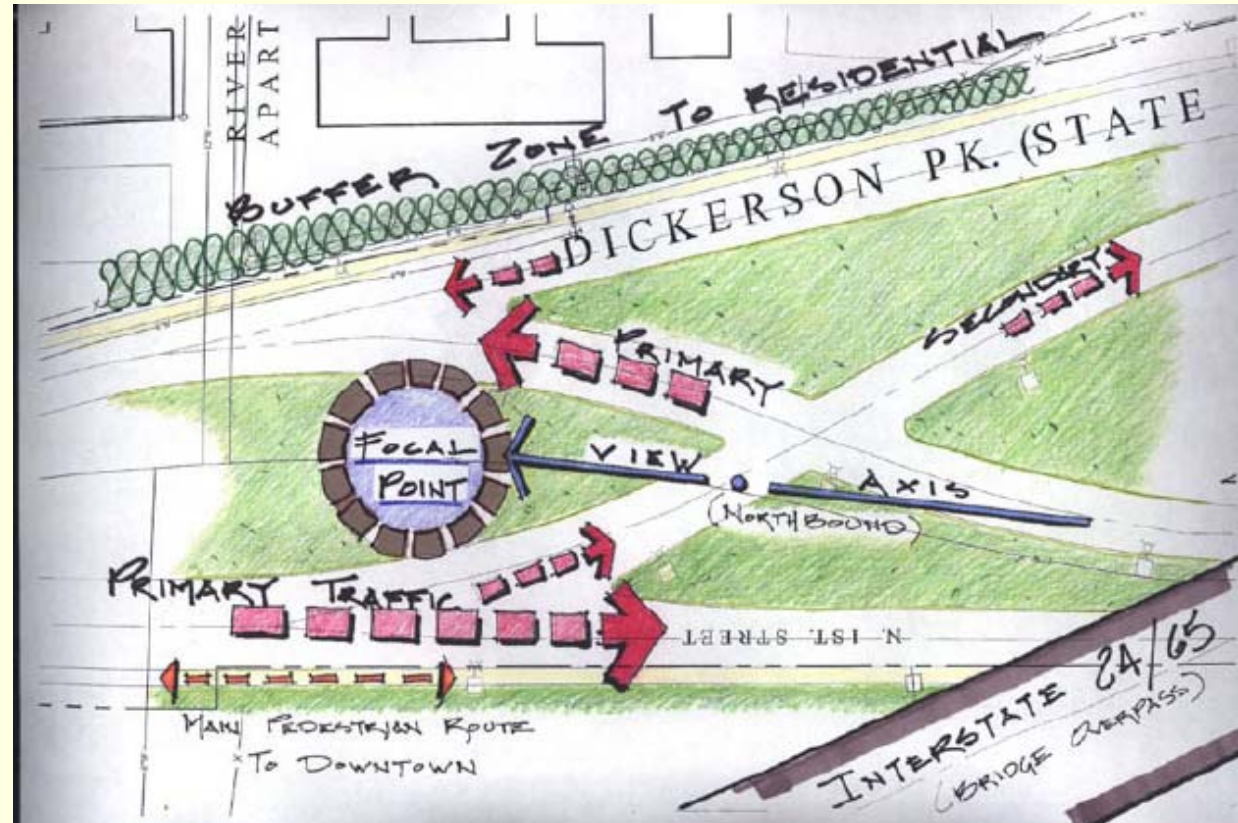 RIVER
APART
BUFFER ZONE TO RESIDENTIAL
DICKERSON PK. (STATE
SECONDARY
PRIMARY
FOCAL
POINT
VIEW AXIS
(NORTHBOUND)
PRIMARY TRAFFIC
N. 1ST. STREET
MAIN PEDESTRIAN ROUTE
TO DOWNTOWN
INTERSTATE 24/65
(BRIDGE OVERPASS)